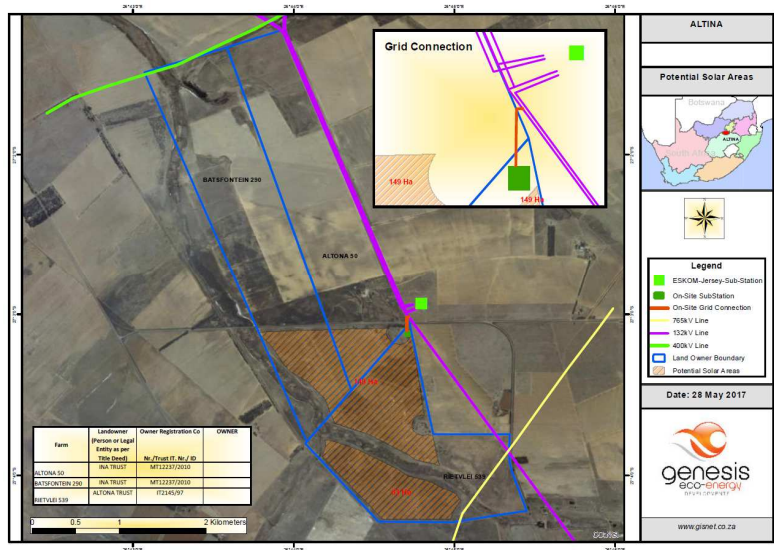 ALTINA
Potential Solar Areas
Botswana
ALTINA
South Africa
Grid Connection
149 Ha
149 Ha
BATSFONTEIN 290
ALTONA 50
RIETVLEI 539
Legend
ESKOM-Jersey-Sub-Station
On-Site SubStation
On-Site Grid Connection
765kV Line
132kV Line
400kV Line
Land Owner Boundary
Potential Solar Areas
Date: 28 May 2017
genesis
eco-energy
DEVELOPMENTS
www.gisnet.co.za
Farm
Landowner
(Person or Legal
Entity as per
Title Deed)
Owner Registration Co
Nr./Trust IT. Nr./ ID
OWNER
ALTONA 50 INA TRUST MT12237/2010
BATSFONTEIN 290 INA TRUST MT12237/2010
RIETVLEI 539 ALTONA TRUST IT2145/97
0 0.5 1 2 Kilometers